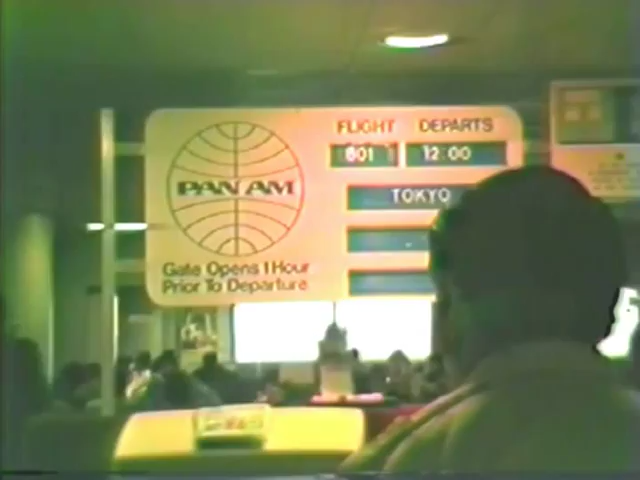 FLIGHT DEPARTS
801 12:00
PAN AM
TOKYO
Gate Opens 1 Hour
Prior To Departure